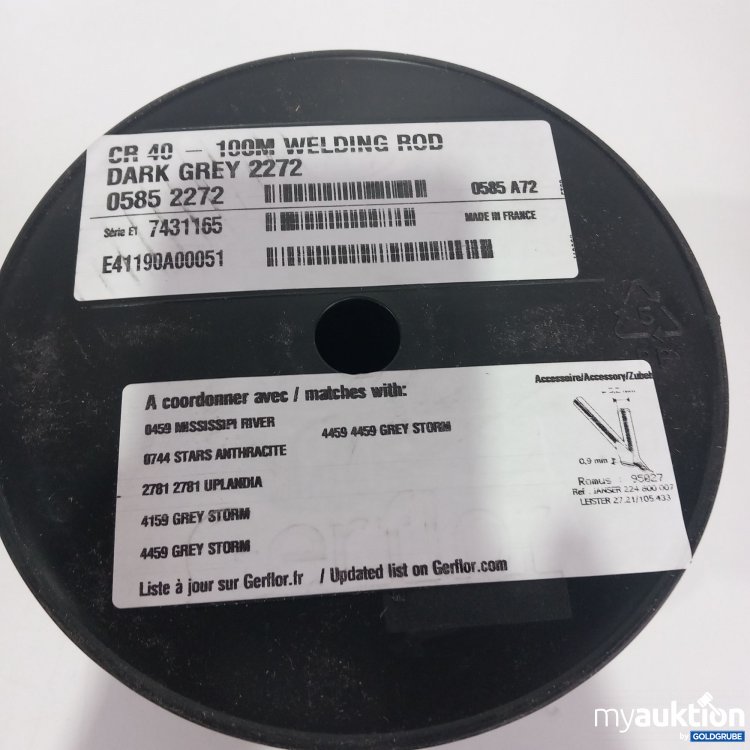 CR 40 - 100M WELDING ROD
DARK GREY 2272
0585 2272
0585 A72
Série E1 7431165
MADE IN FRANCE
E41190A00051
A coordonner avec / matches with:
0459 MISSISSIPI RIVER
4459 4459 GREY STORM
0744 STARS ANTHRACITE
2781 2781 UPLANDIA
4159 GREY STORM
4459 GREY STORM
Liste à jour sur Gerflor.fr / Updated list on Gerflor.com
Accessoire/Accessory/Zubeh
0.9 mm
Romus : 95027
Ref : JANSER 224 800 007
LEISTER 27.21/105.433
Gerflor
5
myauktion
by GOLDGRUBE